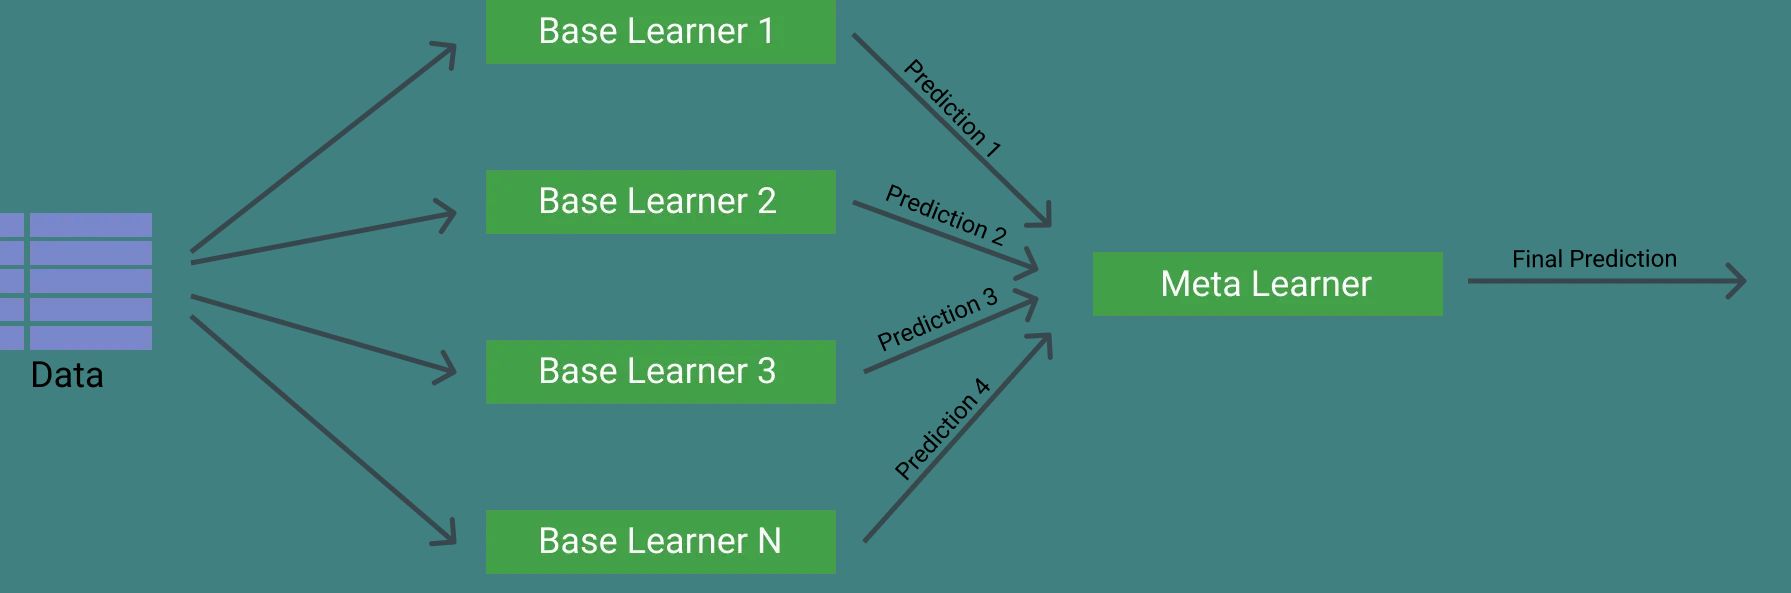 Base Learner 1
Prediction 1
Base Learner 2
Prediction 2
Data
Meta Learner
Final Prediction
Base Learner 3
Prediction 3
Prediction 4
Base Learner N